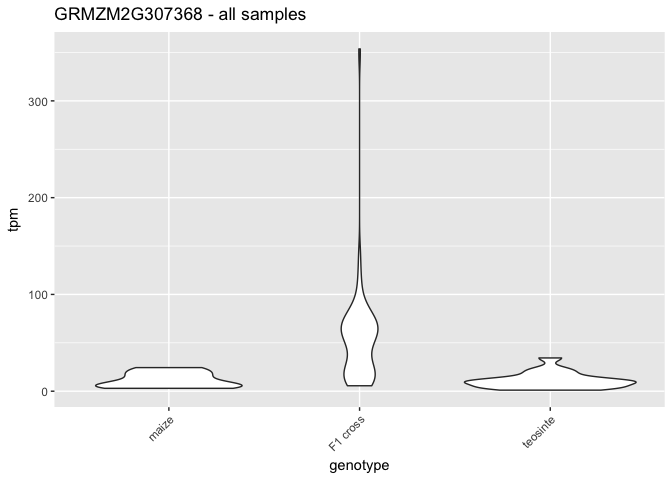 GRMZM2G307368 - all samples
300
200
100
0
tpm
maize
F1 cross
teosinte
genotype